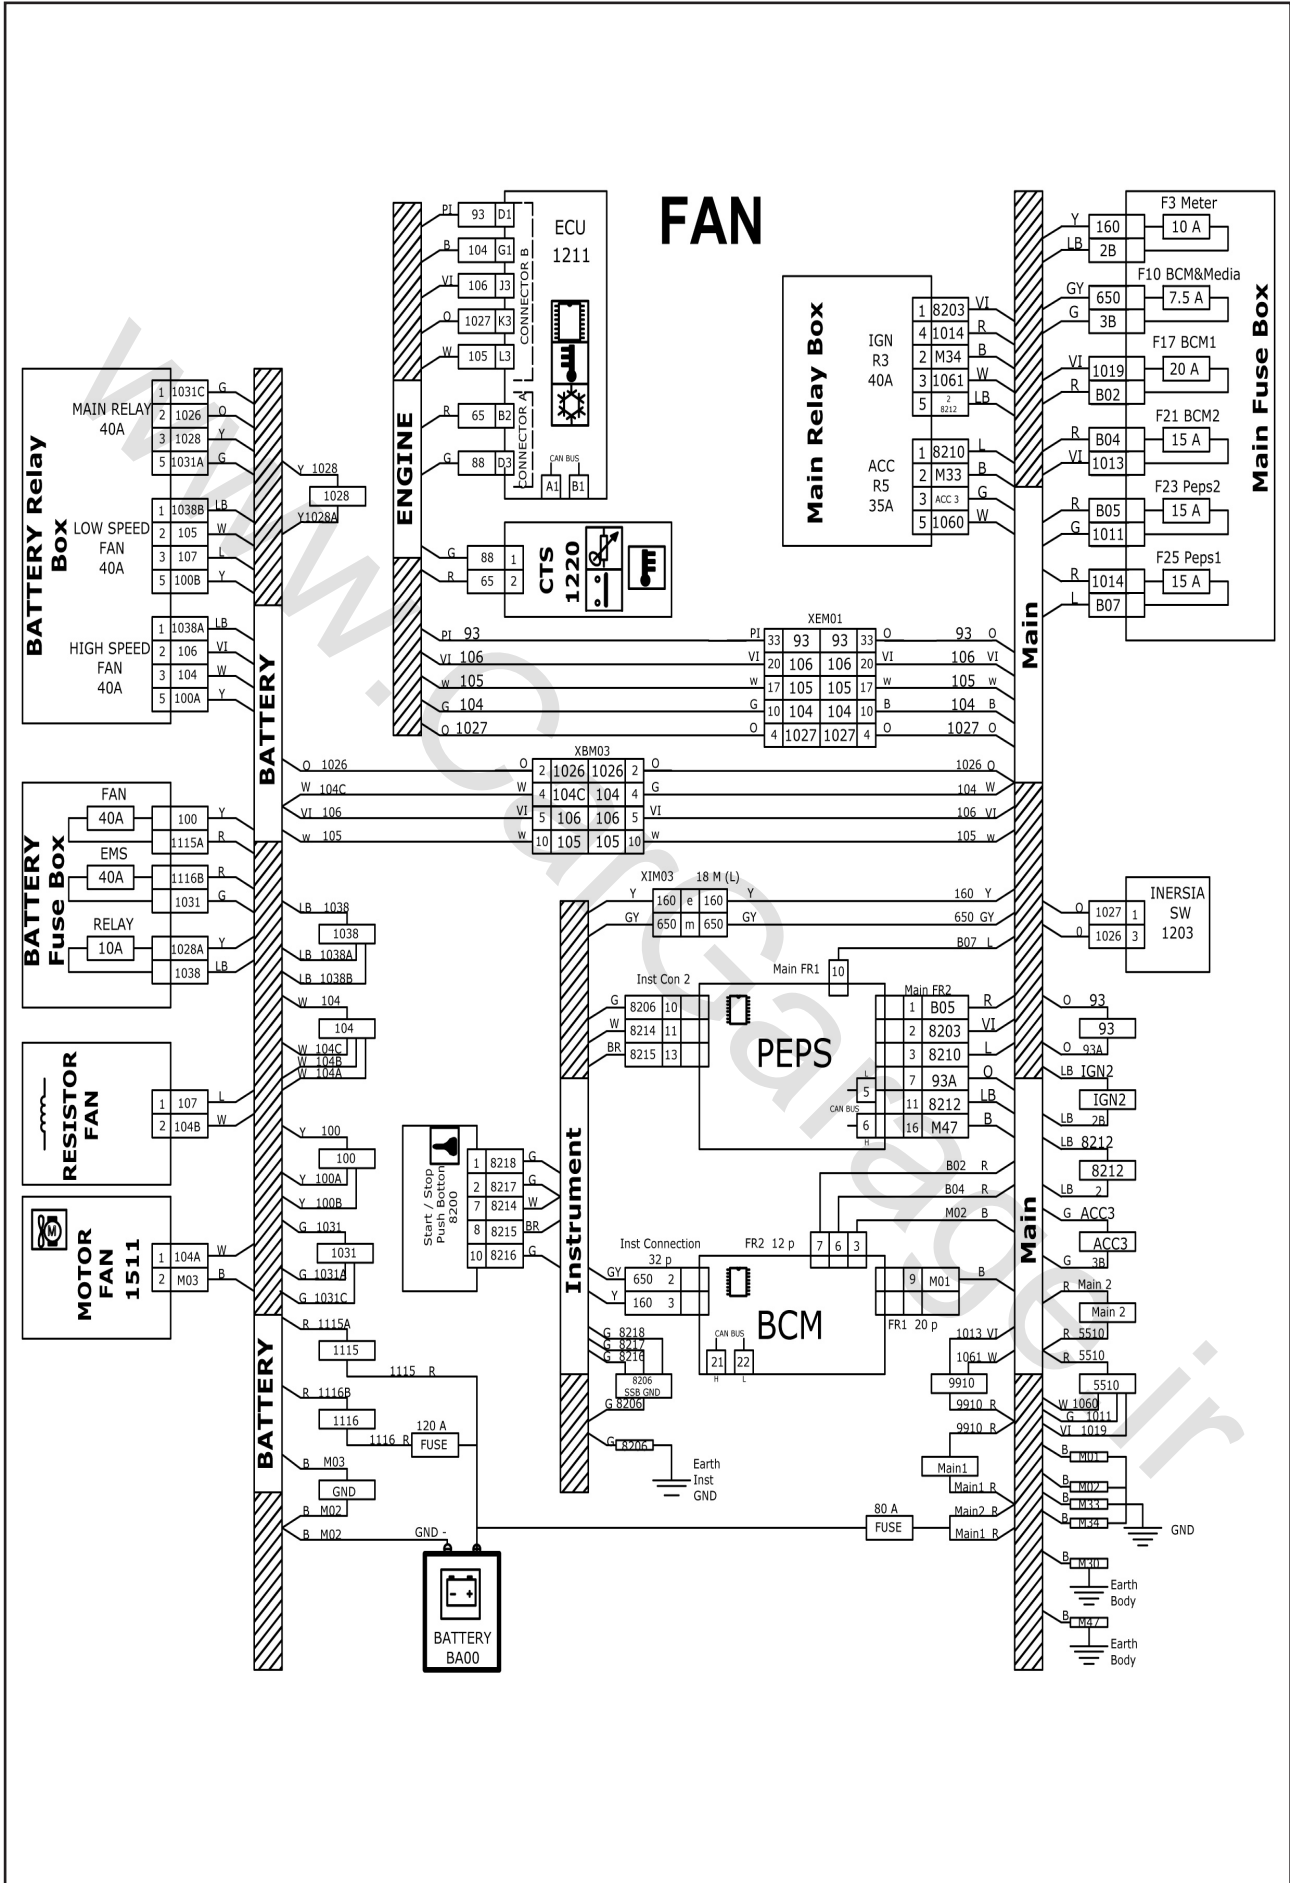 FAN
ECU
1211
CONNECTOR B
CONNECTOR A
PI 93 D1
B 104 G1
VI 106 J3
O 1027 K3
W 105 L3
R 65 B2
G 88 D3
CAN BUS
A1 B1
ENGINE
CTS
1220
G 88 1
R 65 2
Main Relay Box
IGN
R3
40A
1 8203 VI
4 1014 R
2 M34 B
3 1061 W
5 2 8212 LB
ACC
R5
35A
1 8210 L
2 M33 B
3 ACC 3 G
5 1060 W
Main Fuse Box
F3 Meter
Y 160 10 A
LB 2B
F10 BCM&Media
GY 650 7.5 A
G 3B
F17 BCM1
VI 1019 20 A
R B02
F21 BCM2
R B04 15 A
VI 1013
F23 Peps2
R B05 15 A
G 1011
F25 Peps1
R 1014 15 A
L B07
BATTERY Relay
Box
MAIN RELAY
40A
1 1031C G
2 1026 O
3 1028 Y
5 1031A G
LOW SPEED
FAN
40A
1 1038B LB
2 105 W
3 107 L
5 100B Y
HIGH SPEED
FAN
40A
1 1038A LB
2 106 VI
3 104 W
5 100A Y
BATTERY
Y 1028
1028
Y1028A
XEM01
PI 93 PI 33 93 93 33 O 93 O
VI 106 VI 20 106 106 20 VI 106 VI
w 105 w 17 105 105 17 w 105 w
G 104 G 10 104 104 10 B 104 B
O 1027 O 4 1027 1027 4 O 1027 O
Main
XBM03
O 1026 O 2 1026 1026 2 O 1026 O
W 104C W 4 104C 104 4 G 104 W
VI 106 VI 5 106 106 5 VI 106 VI
w 105 w 10 105 105 10 w 105 w
BATTERY
Fuse Box
FAN
40A 100 Y
1115A R
EMS
40A 1116B R
1031 G
RELAY
10A 1028A Y
1038 LB
RESISTOR
FAN
1 107 L
2 104B W
MOTOR
FAN
1511
M
1 104A W
2 M03 B
LB 1038
1038
LB 1038A
LB 1038B
W 104
104
W 104C
W 104B
W 104A
Y 100
100
Y 100A
Y 100B
G 1031
1031
G 1031A
G 1031C
R 1115A
1115
1115 R
R 1116B
1116
1116 R
120 A
FUSE
B M03
GND
B M02
B M02
GND -
BATTERY
BATTERY
BA00
XIM03 18 M (L)
Y 160 e 160 Y 160 Y
GY 650 m 650 GY 650 GY
B07 L
Main FR1
10
Inst Con 2
G 8206 10
W 8214 11
BR 8215 13
PEPS
Main FR2
1 B05 R
2 8203 VI
3 8210 L
7 93A O
11 8212 LB
16 M47 B
L
5
CAN BUS
6
H
Start / Stop
Push Botton
8200
1 8218 G
2 8217 G
7 8214 W
8 8215 BR
10 8216 G
Instrument
B02 R
B04 R
M02 B
FR2 12 p 7 6 3
Inst Connection
32 p
GY 650 2
Y 160 3
BCM
9 M01 B
FR1 20 p
CAN BUS
21 22
H L
G 8218
G 8217
G 8216
8206
SSB GND
G 8206
G 8206
Earth
Inst
GND
1013 VI
1061 W
9910
9910 R
9910 R
Main1
Main1 R
Main2 R
Main1 R
80 A
FUSE
INERSIA
SW
1203
O 1027 1
0 1026 3
O 93
93
O 93A
LB IGN2
IGN2
LB 2B
LB 8212
8212
LB 2
G ACC3
ACC3
G 3B
R Main 2
Main 2
R 5510
R 5510
5510
W 1060
G 1011
VI 1019
B M01
B M02
B M33
B M34
GND
B M30
Earth
Body
B M47
Earth
Body
Main
www.CarGarage.ir